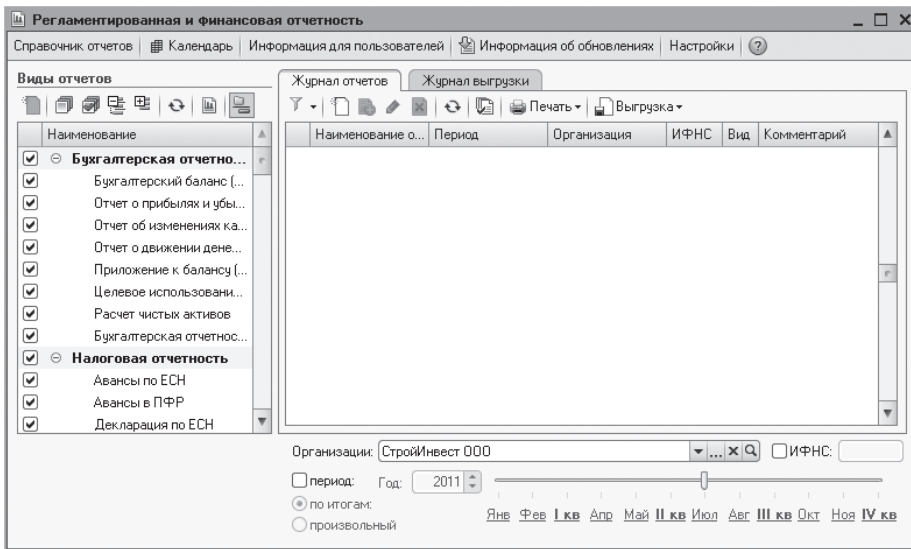 Регламентированная и финансовая отчетность
Справочник отчетов Календарь Информация для пользователей Информация об обновлениях Настройки
Виды отчетов
Наименование
Бухгалтерская отчетно...
Бухгалтерский баланс (...
Отчет о прибылях и убы...
Отчет об изменениях ка...
Отчет о движении дене...
Приложение к балансу (...
Целевое использовани...
Расчет чистых активов
Бухгалтерская отчетнос...
Налоговая отчетность
Авансы по ЕСН
Авансы в ПФР
Декларация по ЕСН
Журнал отчетов Журнал выгрузки
Печать Выгрузка
Наименование о... Период Организация ИФНС Вид Комментарий
Организации: СтройИнвест ООО ... ИФНС:
период: Год: 2011
по итогам:
произвольный
Янв Фев I кв Апр Май II кв Июл Авг III кв Окт Ноя IV кв